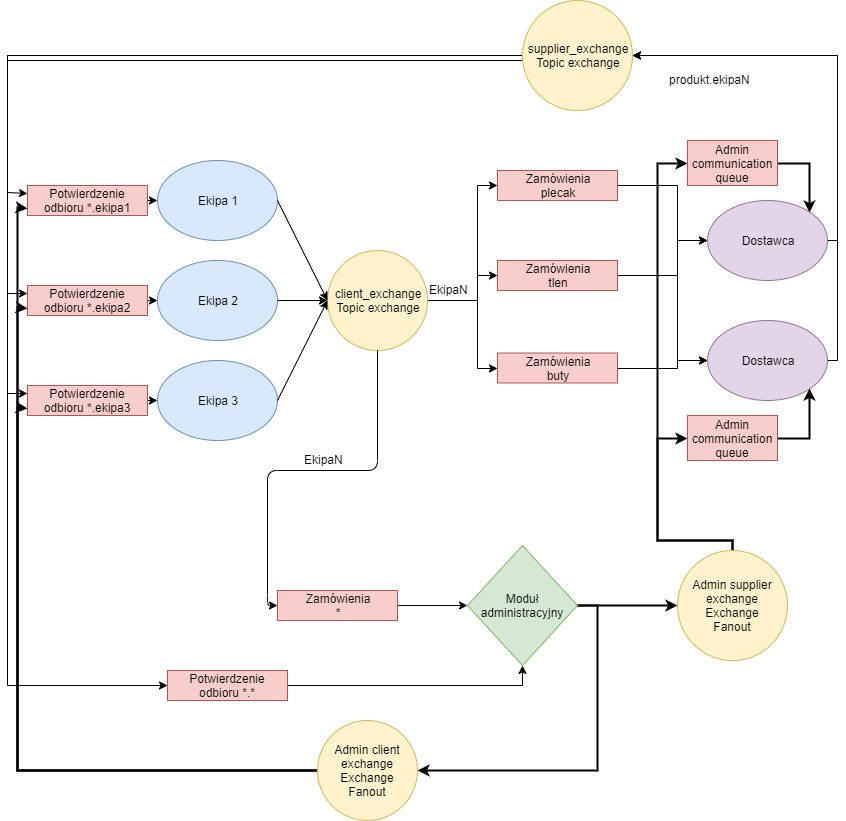 supplier_exchange
Topic exchange
produkt.ekipaN
Admin
communication
queue
Potwierdzenie
odbioru *.ekipa1
Ekipa 1
Zamówienia
plecak
Dostawca
Potwierdzenie
odbioru *.ekipa2
Ekipa 2
client_exchange
Topic exchange
EkipaN
Zamówienia
tlen
Zamówienia
buty
Dostawca
Potwierdzenie
odbioru *.ekipa3
Ekipa 3
Admin
communication
queue
EkipaN
Zamówienia
*
Moduł
administracyjny
Admin supplier
exchange
Exchange
Fanout
Potwierdzenie
odbioru *.*
Admin client
exchange
Exchange
Fanout